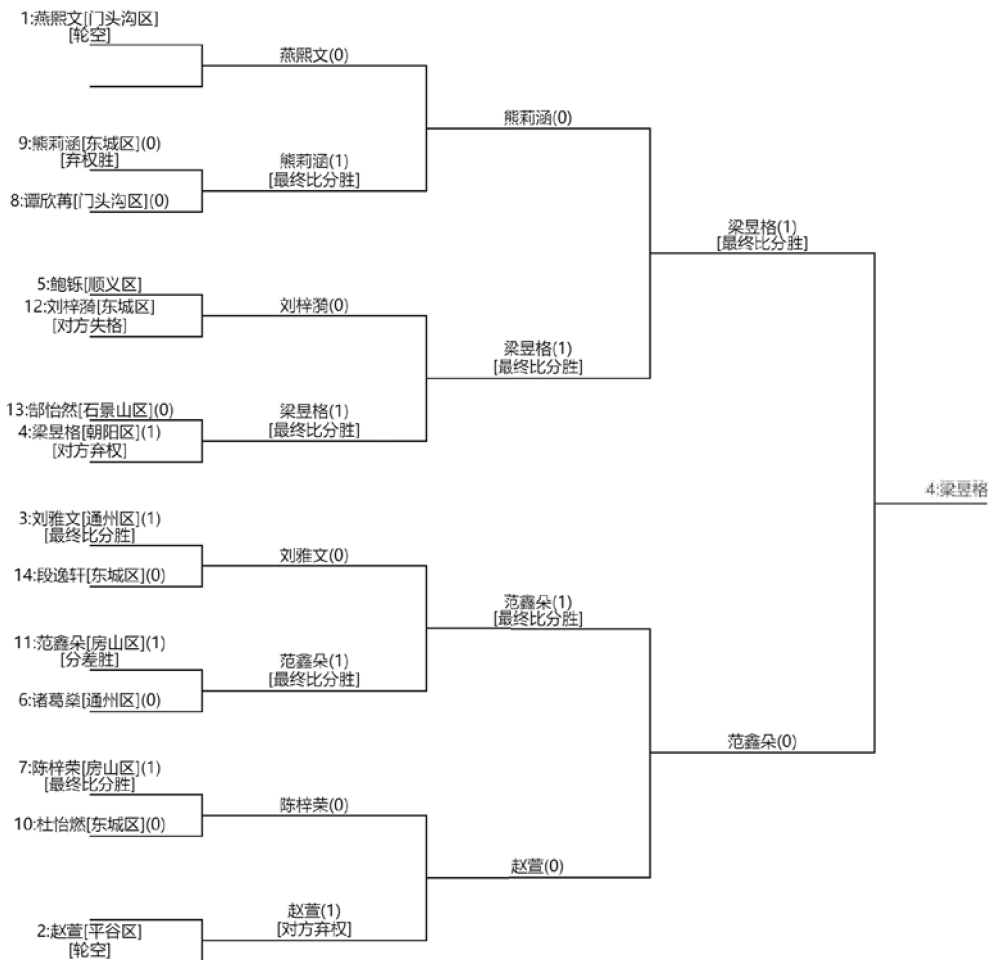 1:燕熙文[门头沟区]
[轮空]
燕熙文(0)
熊莉涵(0)
9:熊莉涵[东城区](0)
[弃权胜]
熊莉涵(1)
[最终比分胜]
8:谭欣苒[门头沟区](0)
梁昱格(1)
[最终比分胜]
5:鲍铄[顺义区]
12:刘梓漪[东城区]
[对方失格]
刘梓漪(0)
梁昱格(1)
[最终比分胜]
13:郜怡然[石景山区](0)
4:梁昱格[朝阳区](1)
[对方弃权]
梁昱格(1)
[最终比分胜]
4:梁昱格
3:刘雅文[通州区](1)
[最终比分胜]
刘雅文(0)
14:段逸轩[东城区](0)
范鑫朵(1)
[最终比分胜]
11:范鑫朵[房山区](1)
[分差胜]
范鑫朵(1)
[最终比分胜]
6:诸葛燊[通州区](0)
范鑫朵(0)
7:陈梓荣[房山区](1)
[最终比分胜]
陈梓荣(0)
10:杜怡燃[东城区](0)
赵萱(0)
赵萱(1)
[对方弃权]
2:赵萱[平谷区]
[轮空]